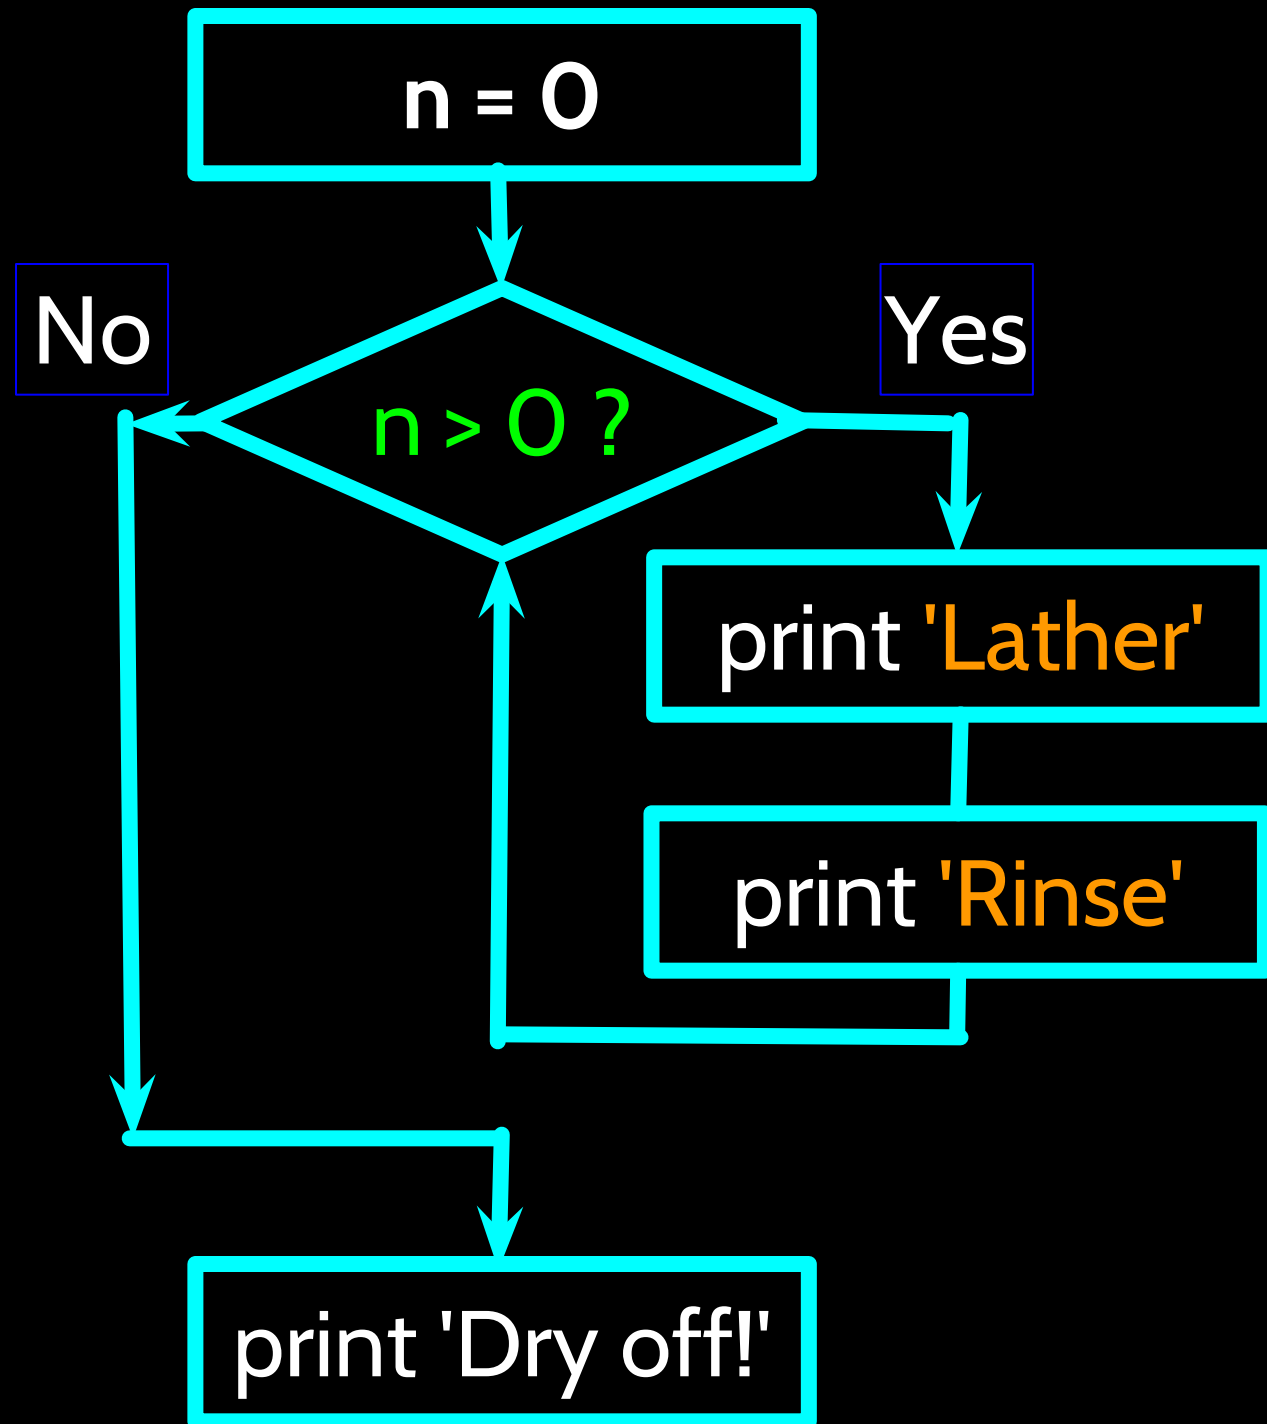 n = 0
No
Yes
n > 0 ?
print 'Lather'
print 'Rinse'
print 'Dry off!'